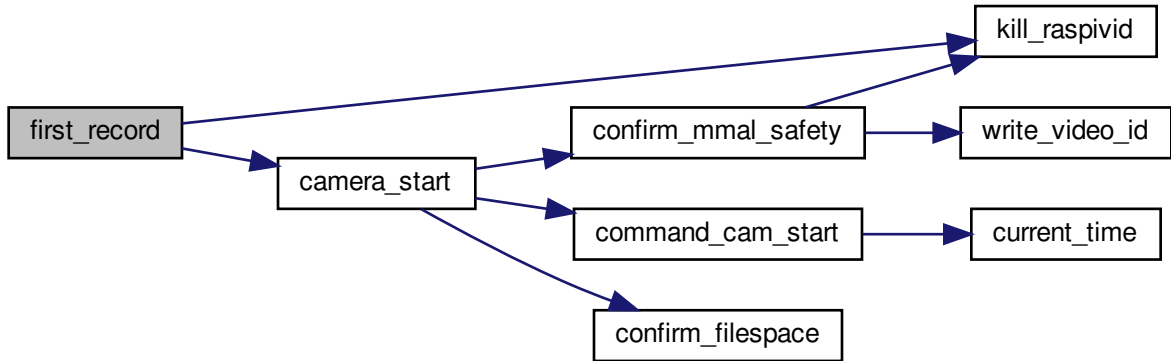 kill_raspivid
first_record
confirm_mmal_safety
write_video_id
camera_start
command_cam_start
current_time
confirm_filespace